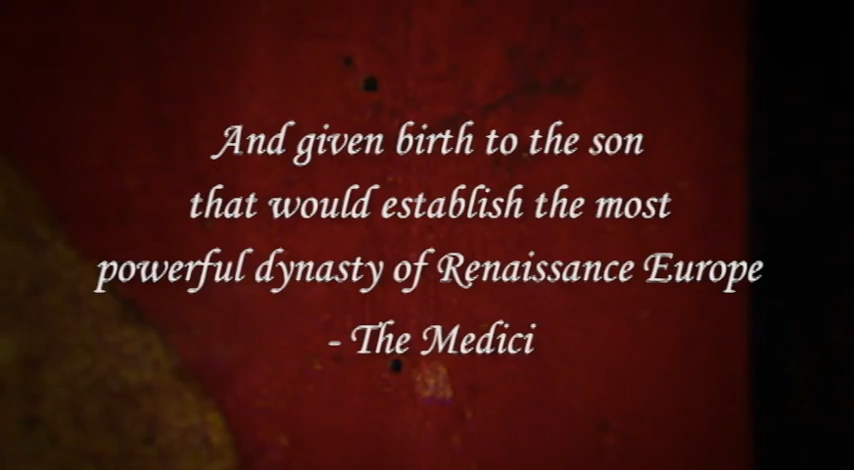 And given birth to the son
that would establish the most
powerful dynasty of Renaissance Europe
- The Medici